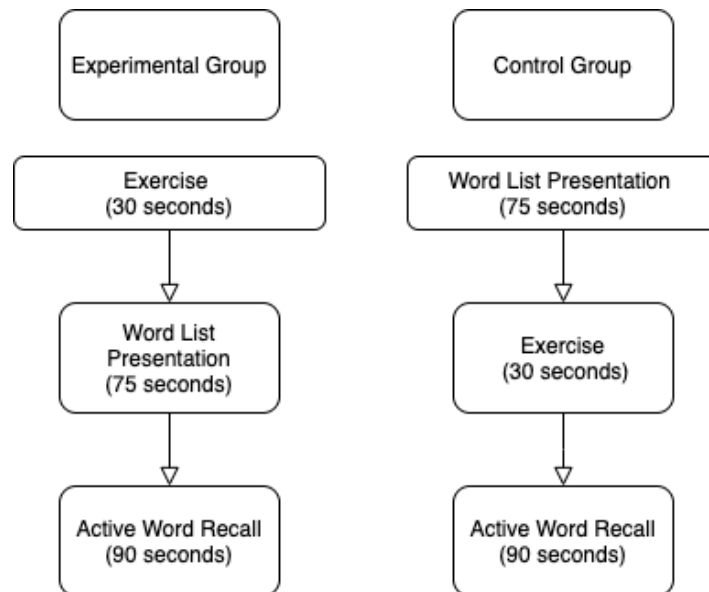 Experimental Group
Exercise
(30 seconds)
Word List
Presentation
(75 seconds)
Active Word Recall
(90 seconds)
Control Group
Word List Presentation
(75 seconds)
Exercise
(30 seconds)
Active Word Recall
(90 seconds)